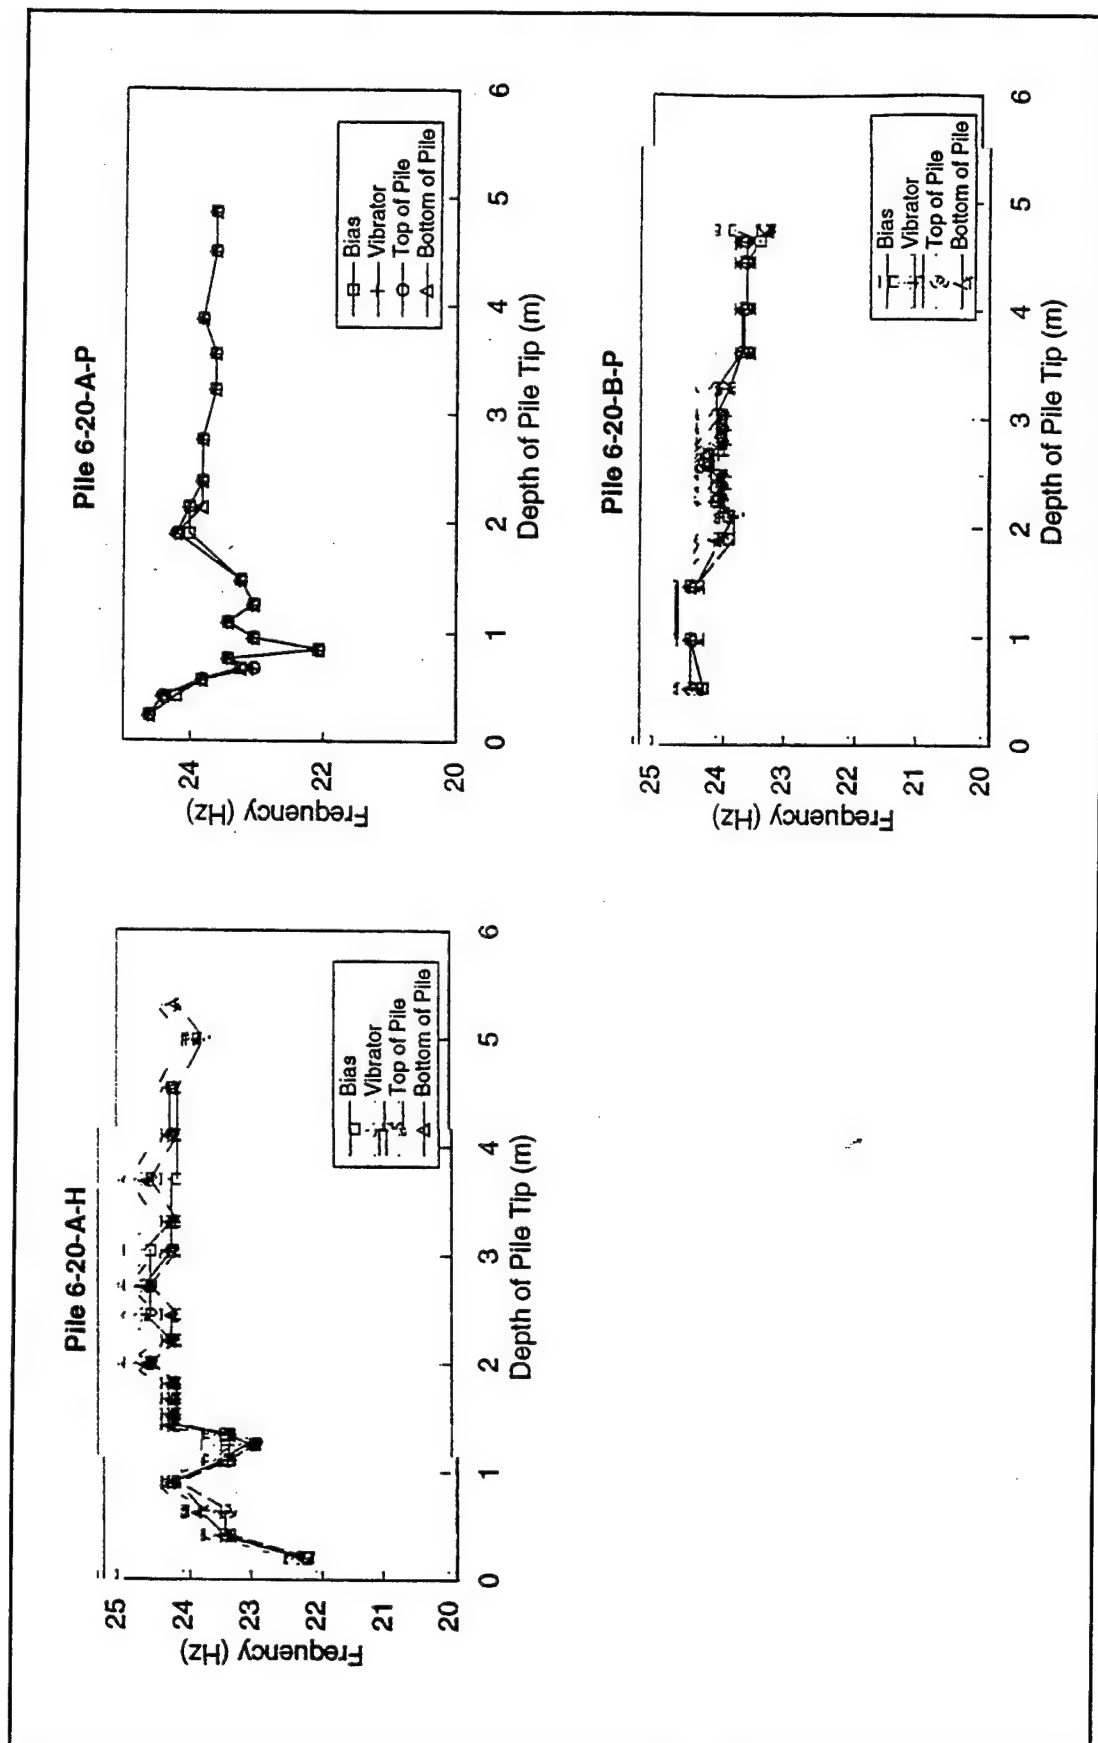 Pile 6-20-A-H
Frequency (Hz)
25
24
23
22
21
20
0
1
2
3
4
5
6
Depth of Pile Tip (m)
Bias
Vibrator
Top of Pile
Bottom of Pile
Pile 6-20-A-P
Frequency (Hz)
24
23
22
20
0
1
2
3
4
5
6
Depth of Pile Tip (m)
Bias
Vibrator
Top of Pile
Bottom of Pile
Pile 6-20-B-P
Frequency (Hz)
25
24
23
22
21
20
0
1
2
3
4
5
6
Depth of Pile Tip (m)
Bias
Vibrator
Top of Pile
Bottom of Pile